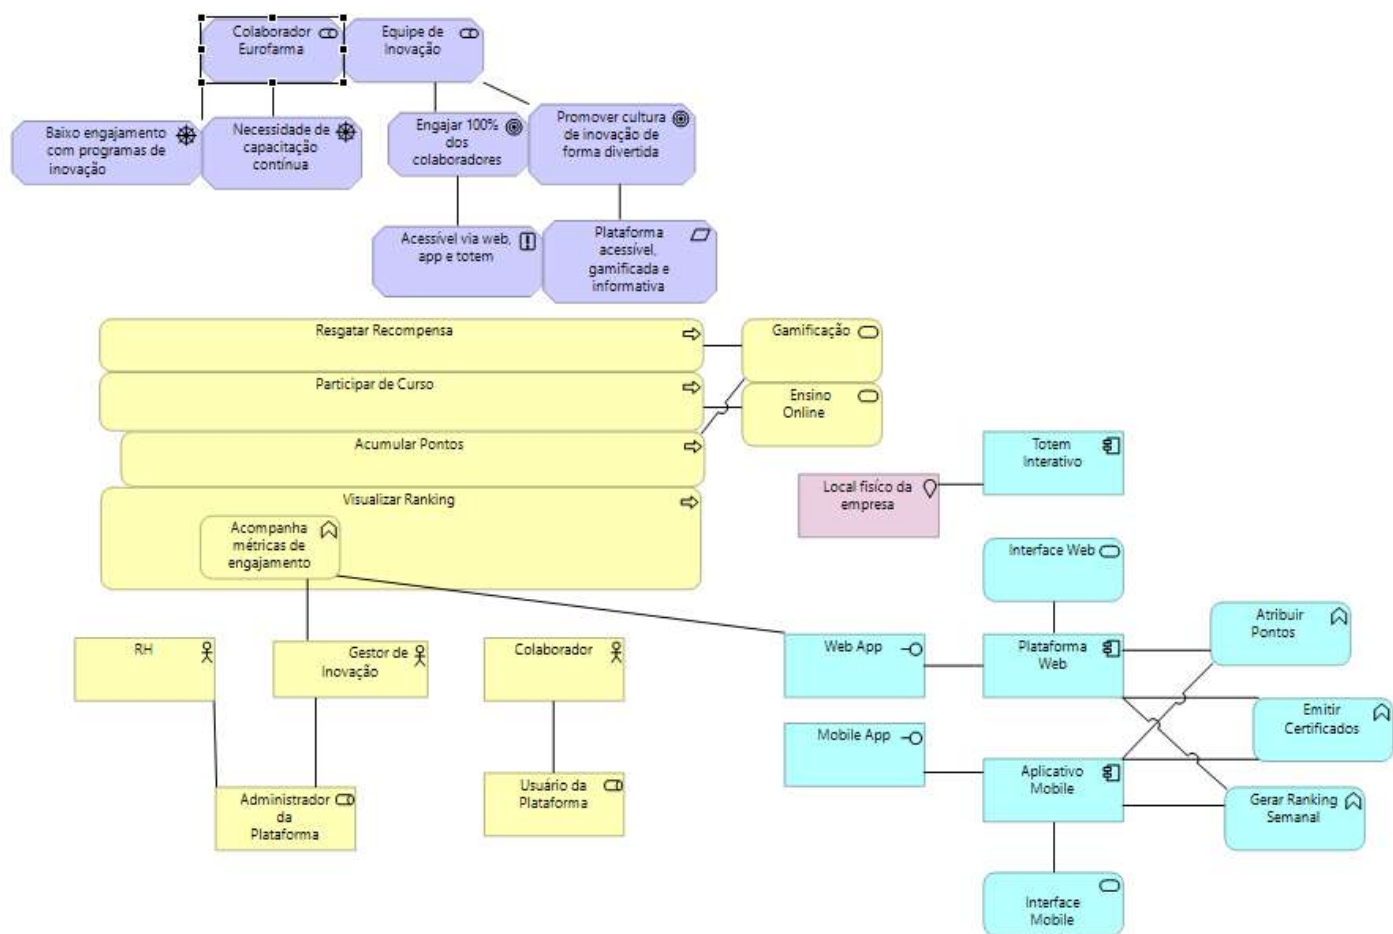 Colaborador
Eurofarma
Equipe de
Inovação
Baixo engajamento
com programas de
inovação
Necessidade de
capacitação
contínua
Engajar 100%
dos
colaboradores
Promover cultura
de inovação de
forma divertida
Acessível via web,
app e totem
Plataforma
acessível,
gamificada e
informativa
Resgatar Recompensa
Gamificação
Participar de Curso
Ensino
Online
Acumular Pontos
Totem
Interativo
Local fisíco da
empresa
Visualizar Ranking
Acompanha
métricas de
engajamento
Interface Web
Atribuir
Pontos
RH
Gestor de
Inovação
Colaborador
Web App
Plataforma
Web
Emitir
Certificados
Mobile App
Aplicativo
Mobile
Administrador
da
Plataforma
Usuário da
Plataforma
Gerar Ranking
Semanal
Interface
Mobile